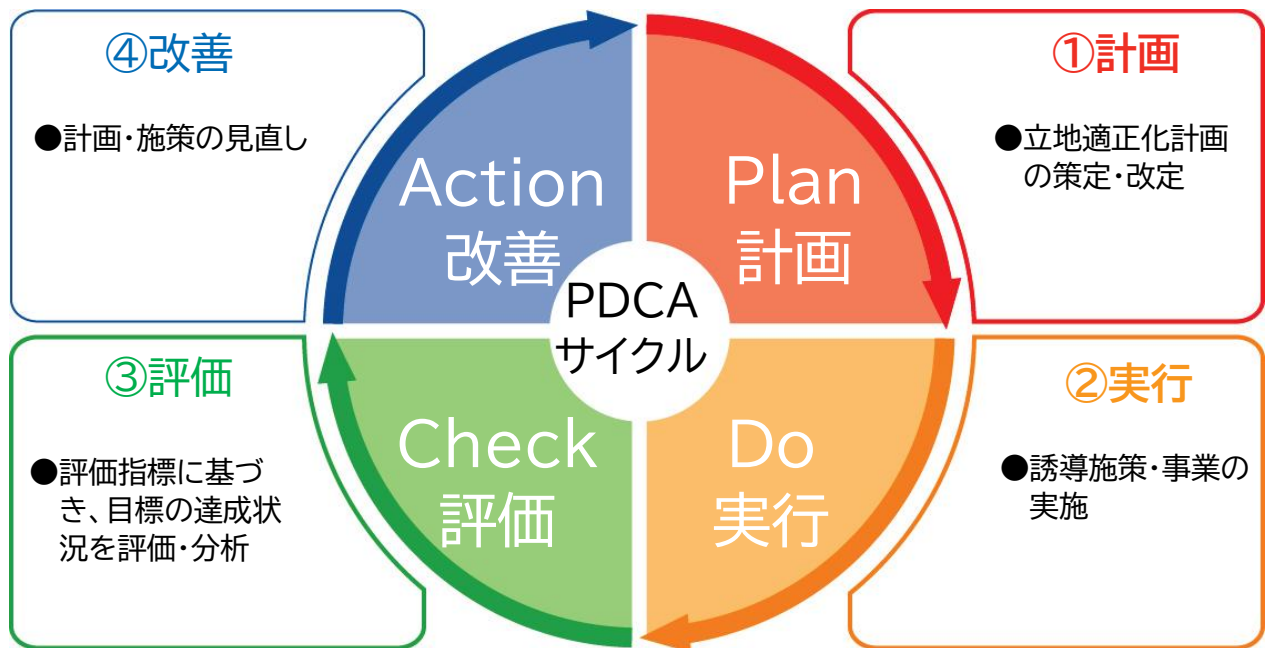 ④改善
●計画・施策の見直し
①計画
●立地適正化計画
の策定・改定
Action
改善
Plan
計画
PDCA
サイクル
③評価
●評価指標に基づ
き、目標の達成状
況を評価・分析
②実行
●誘導施策・事業の
実施
Check
評価
Do
実行